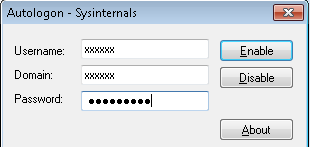 Autologon - Sysinternals
Username: xxxxxx Enable
Domain: xxxxxx Disable
Password: ●●●●●●●●●
About